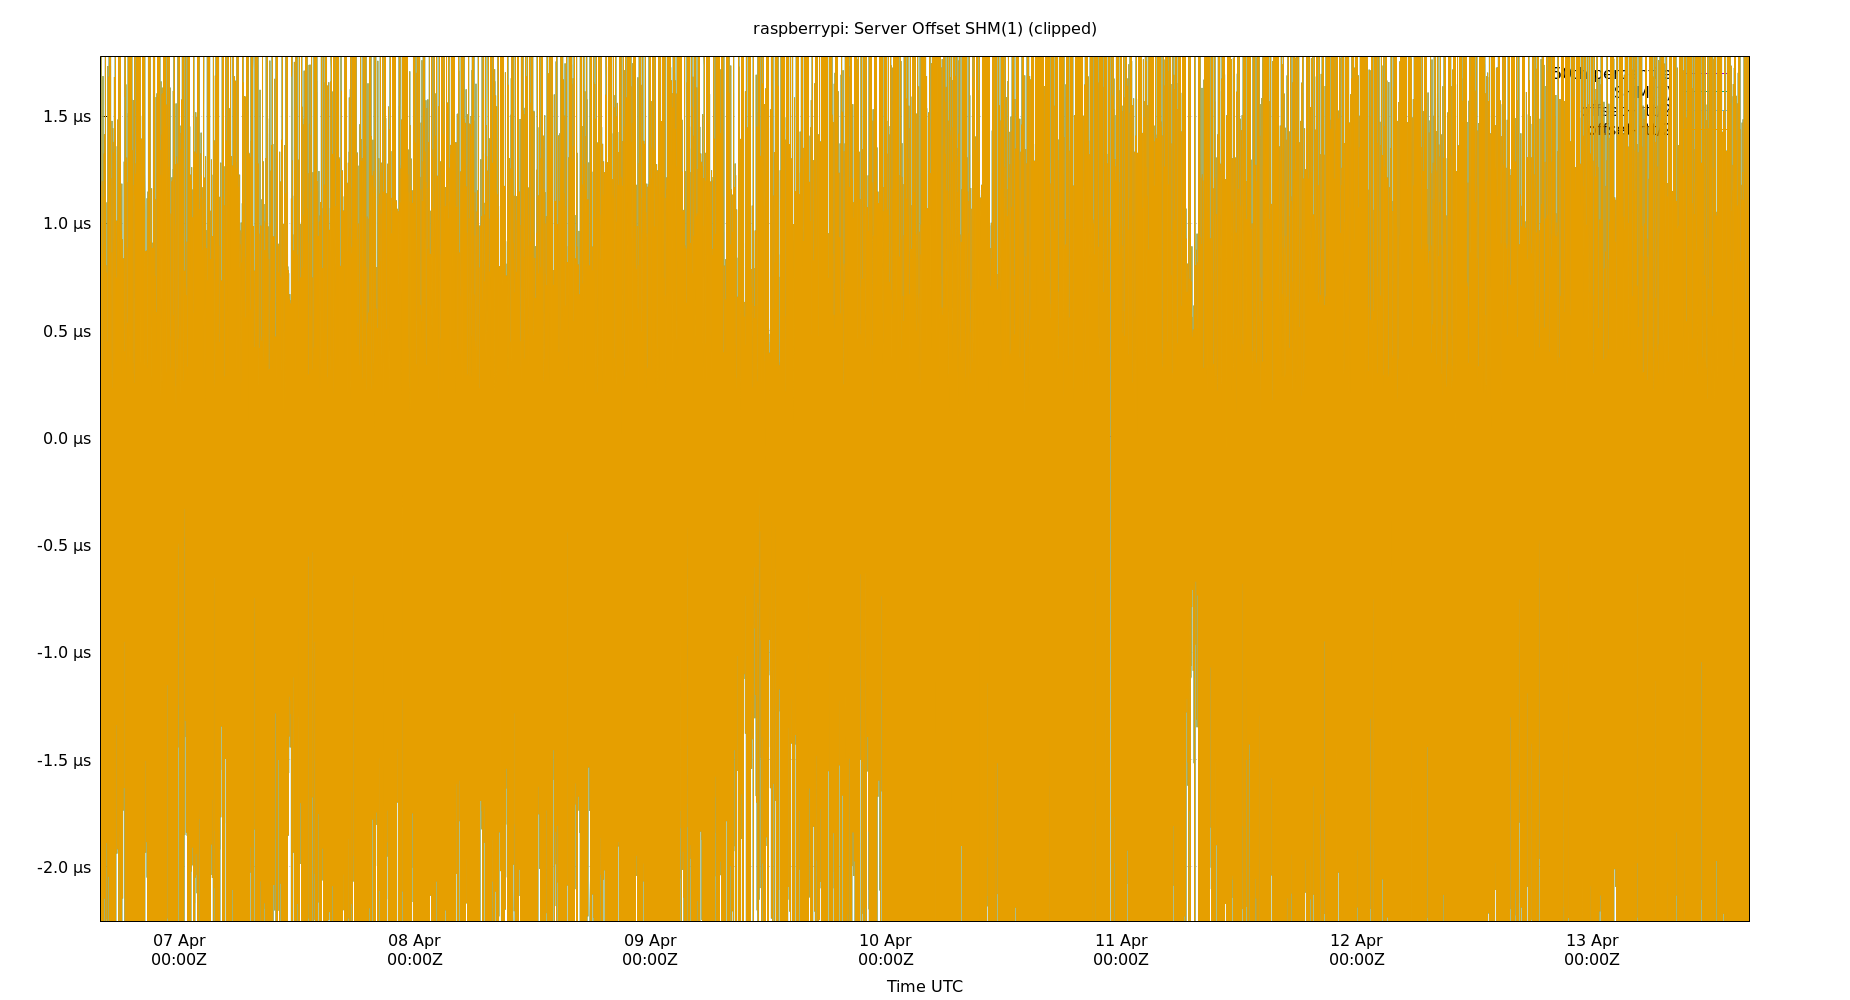 raspberrypi: Server Offset SHM(1) (clipped)
1.5 µs
1.0 µs
0.5 µs
0.0 µs
-0.5 µs
-1.0 µs
-1.5 µs
-2.0 µs
07 Apr 08 Apr 09 Apr 10 Apr 11 Apr 12 Apr 13 Apr
00:00Z 00:00Z 00:00Z 00:00Z 00:00Z 00:00Z 00:00Z
Time UTC